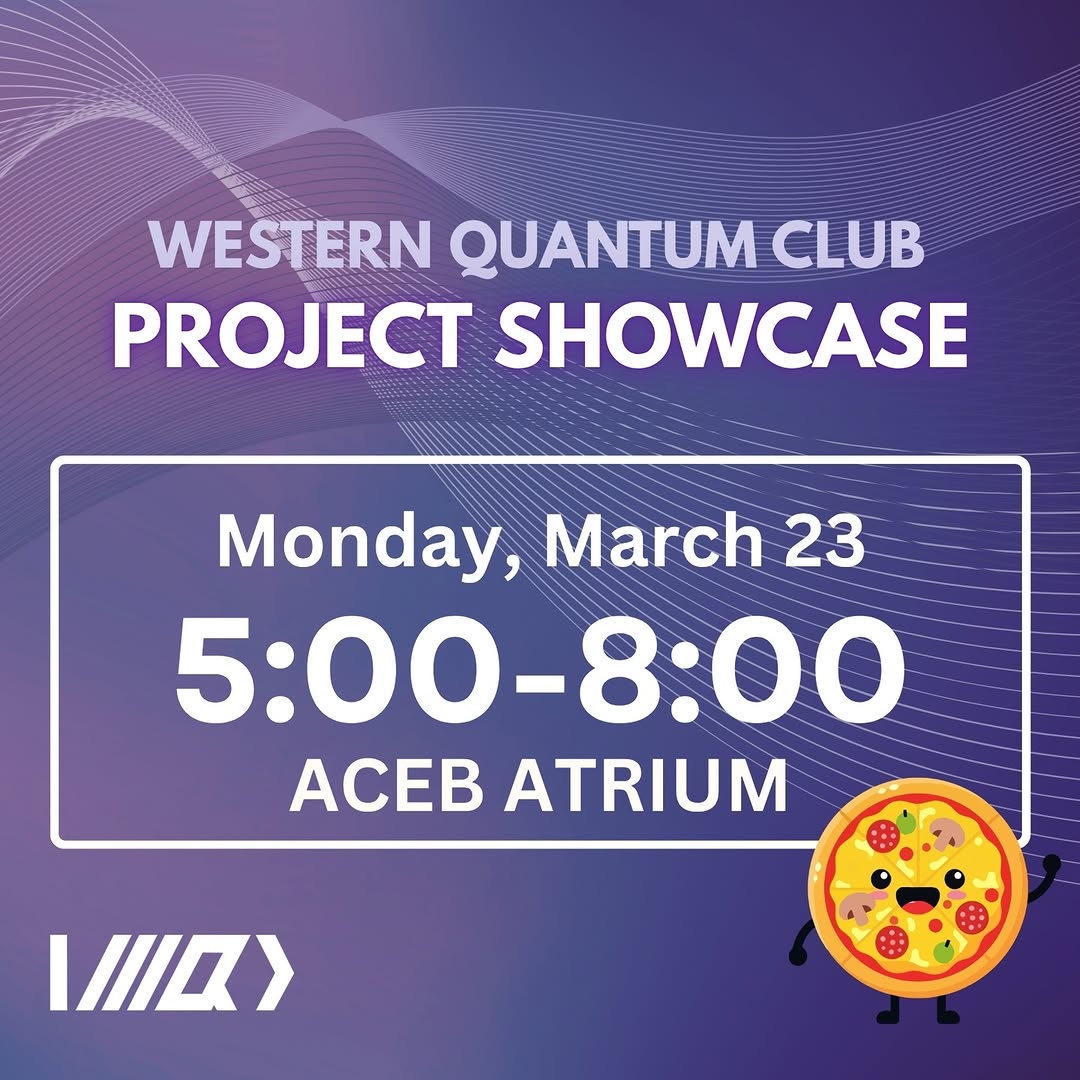 WESTERN QUANTUM CLUB
PROJECT SHOWCASE
Monday, March 23
5:00-8:00
ACEB ATRIUM